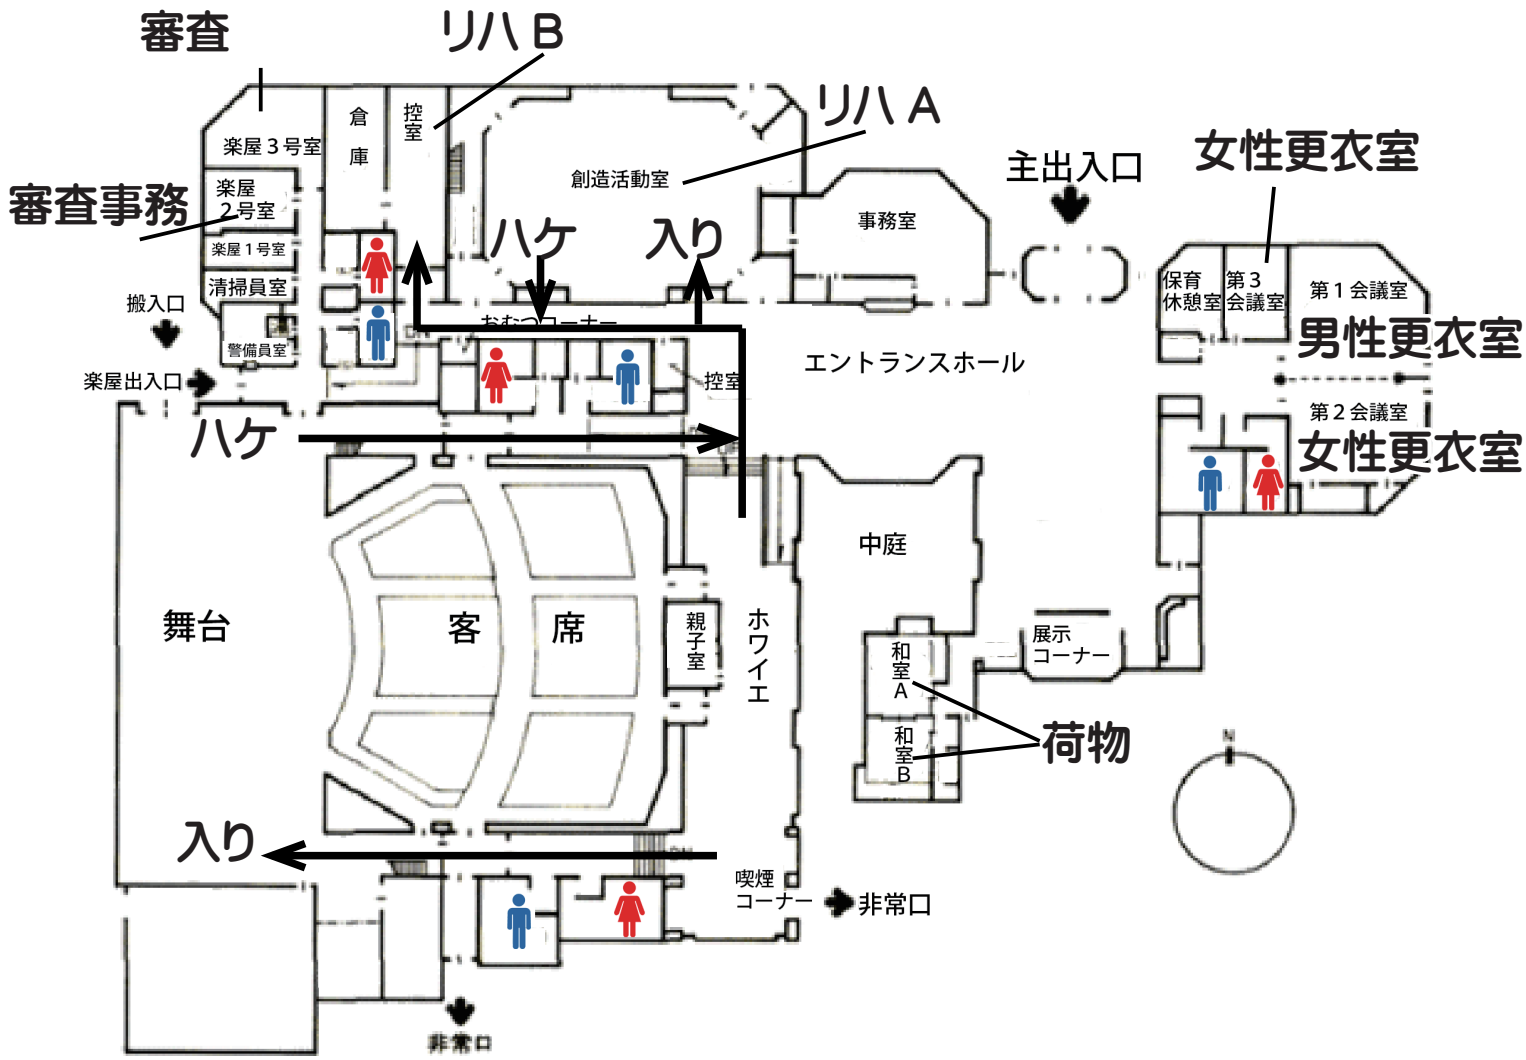 審査
リハ B
リハ A
倉
庫
控
室
楽屋３号室
創造活動室
主出入口
女性更衣室
審査事務
楽屋
２号室
ハケ
入り
事務室
楽屋１号室
清掃員室
保育
休憩室
第３
会議室
第１会議室
搬入口
おむつコーナー
男性更衣室
警備員室
エントランスホール
楽屋出入口
控室
第２会議室
ハケ
女性更衣室
中庭
舞台
客 席
親
子
室
ホワイエ
展示
コーナー
和
室
A
荷物
和
室
B
N
入り
喫煙
コーナー
非常口
非常口